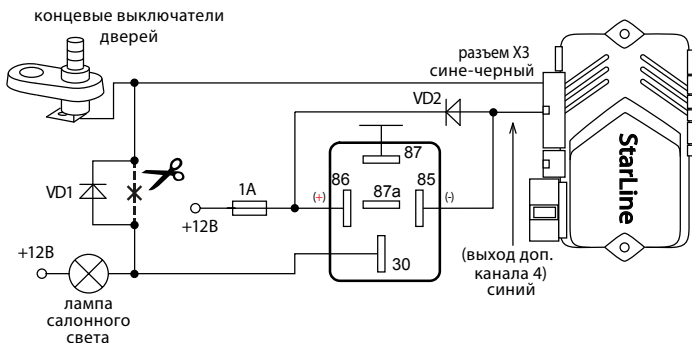 концевые выключатели
дверей
разъем X3
сине-черный
VD2
StarLine
87
86
87a
85
(+)
(-)
VD1
1A
+12В
+12В
30
(выход доп.
канала 4)
синий
лампа
салонного
света